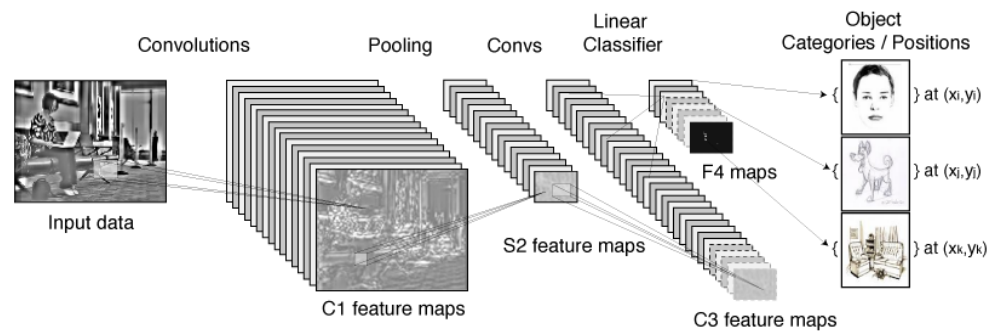 Convolutions
Pooling
Convs
Linear
Classifier
Object
Categories / Positions
Input data
C1 feature maps
S2 feature maps
C3 feature maps
F4 maps
{ } at (xi,yi)
{ } at (xj,yj)
{ } at (xk,yk)